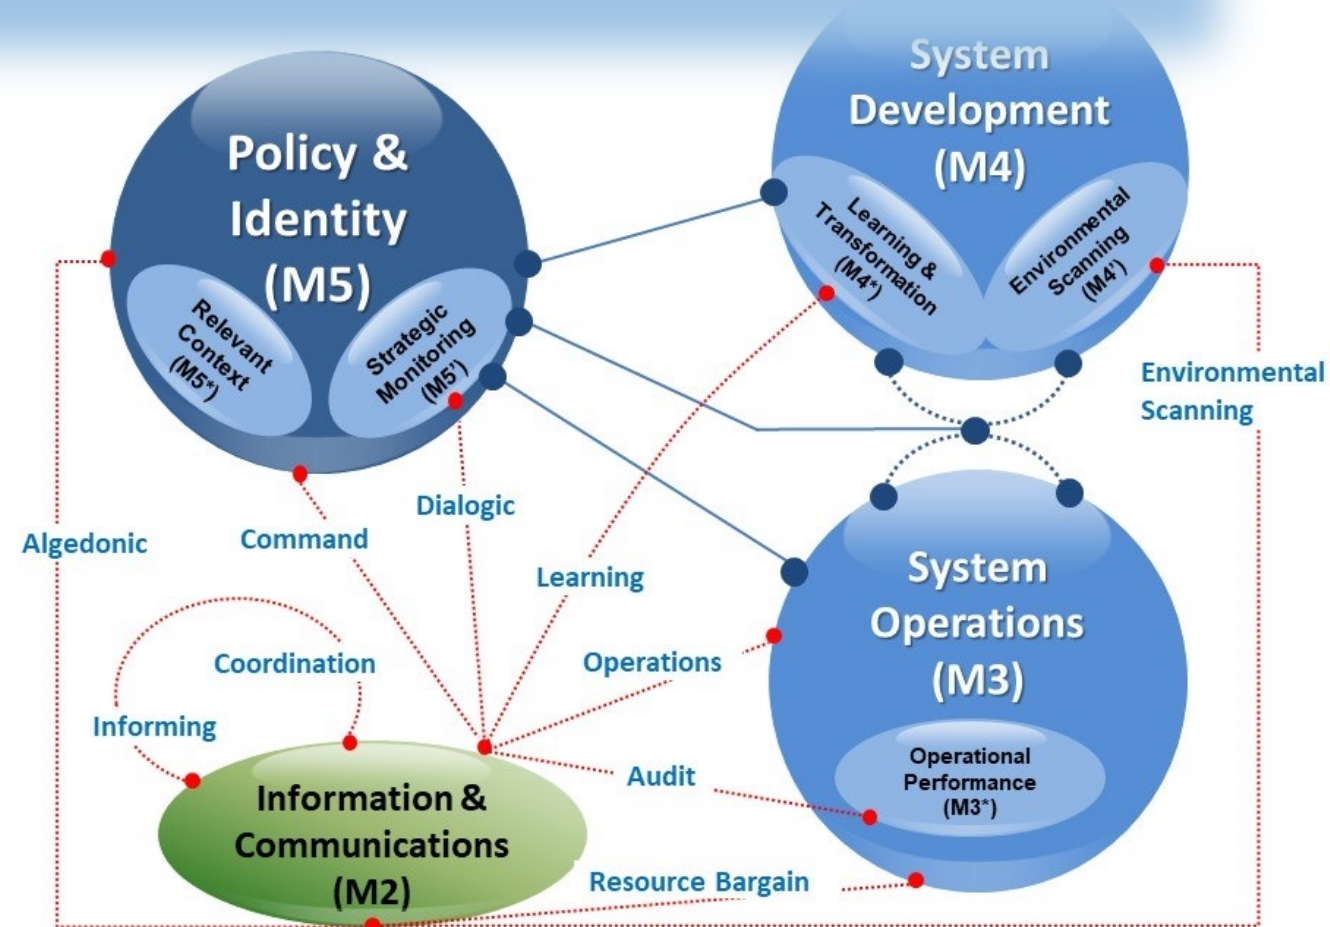 Policy &
Identity
(M5)
Relevant
Context
(M5*)
Strategic
Monitoring
(M5’)
System
Development
(M4)
Learning &
Transformation
(M4*)
Environmental
Scanning
(M4’)
Environmental
Scanning
Algedonic
Command
Dialogic
Learning
Operations
Coordination
Informing
Audit
Resource Bargain
Information &
Communications
(M2)
System
Operations
(M3)
Operational
Performance
(M3*)